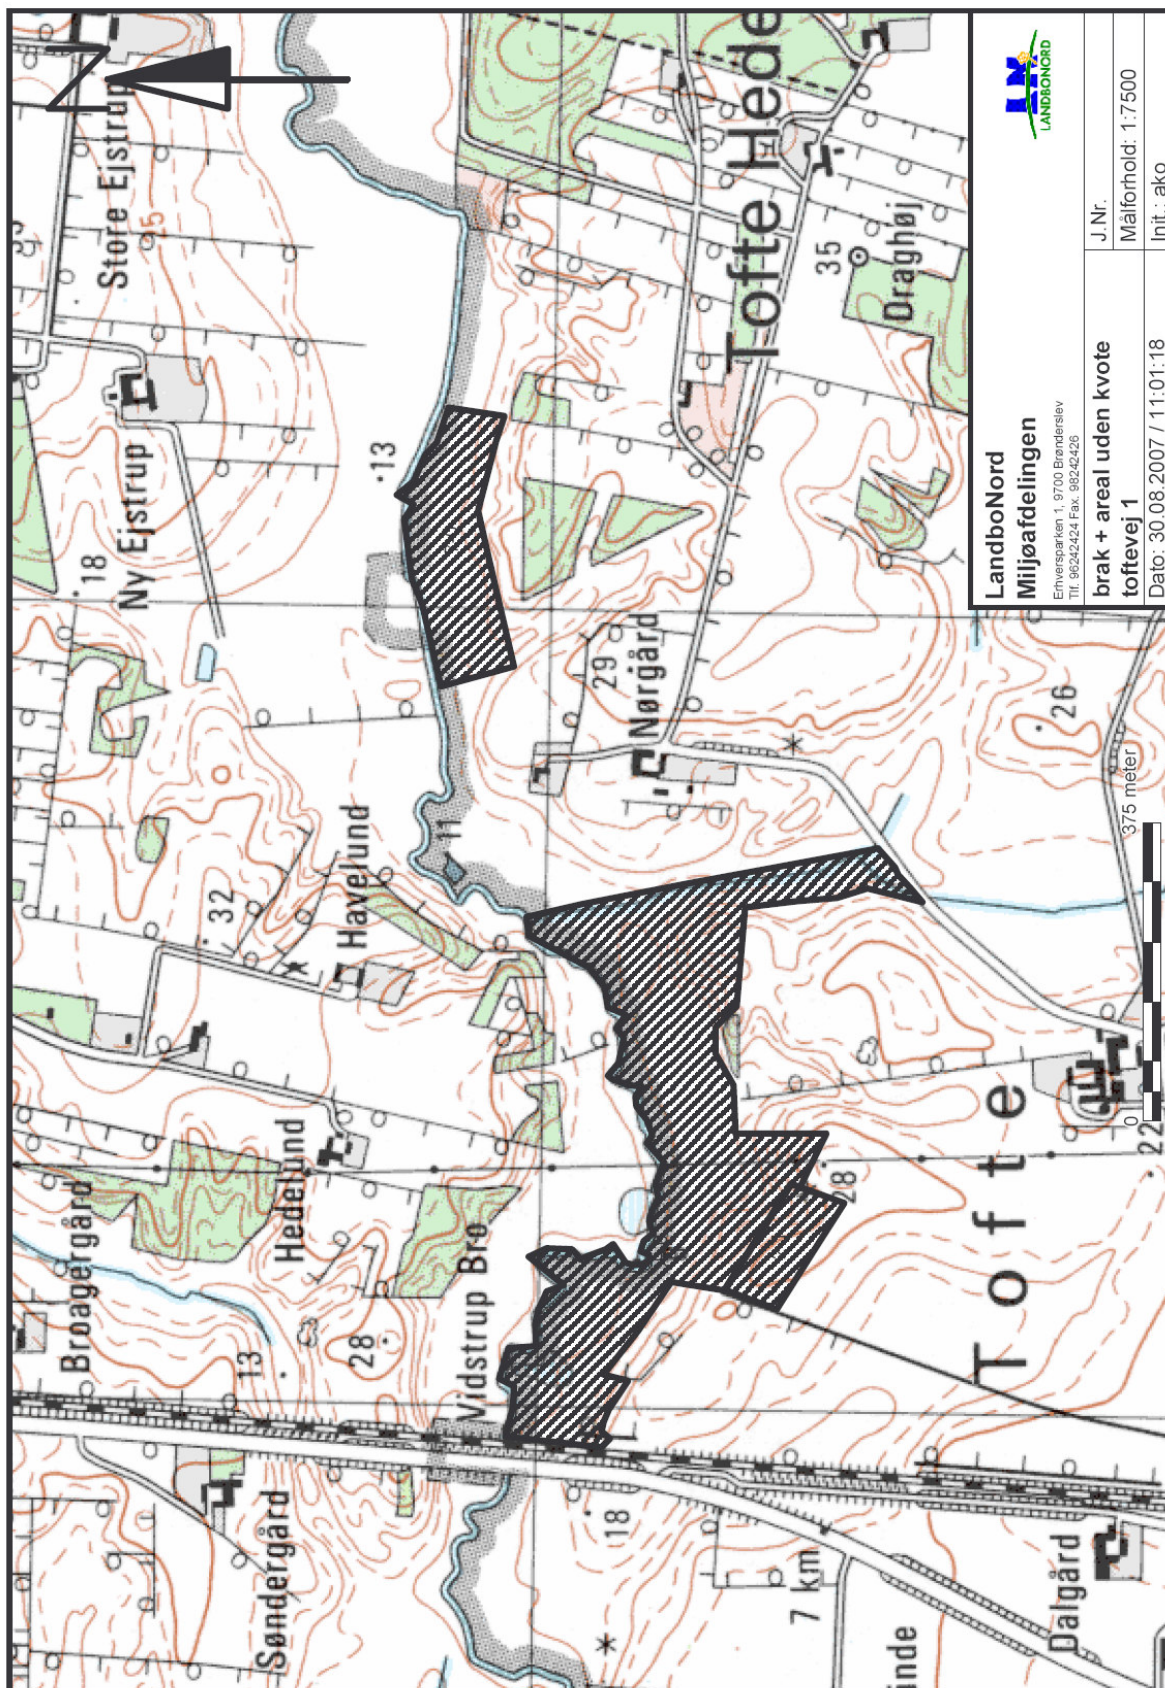 Store Ejstrup
25
Ny Ejstrup
18
13
Tofte Hede
35
Draghøj
29
Nørgård
26
11
Havelund
32
Hedelund
Broagergård
Vidstrup Bro
28
13
28
Tofte
22
Søndergård
18
7 km
Dalgård
inde
0
375 meter
LANDBONORD
LandboNord
Miljøafdelingen
Erhvervsparken 1, 9700 Brønderslev
Tlf. 96242424 Fax. 98242426
brak + areal uden kvote
toftevej 1
Dato: 30.08.2007 / 11:01:18
J.Nr.
Målforhold: 1:7500
Init.: ako